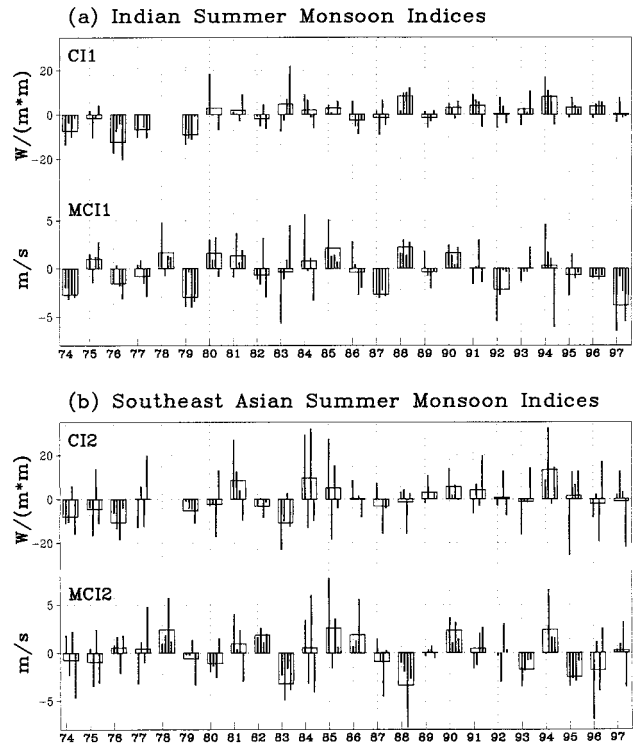 (a) Indian Summer Monsoon Indices
CI1
20
0
-20
W/(m*m)
MCI1
5
0
-5
m/s
74 75 76 77 78 79 80 81 82 83 84 85 86 87 88 89 90 91 92 93 94 95 96 97
(b) Southeast Asian Summer Monsoon Indices
CI2
20
0
-20
W/(m*m)
MCI2
5
0
-5
m/s
74 75 76 77 78 79 80 81 82 83 84 85 86 87 88 89 90 91 92 93 94 95 96 97